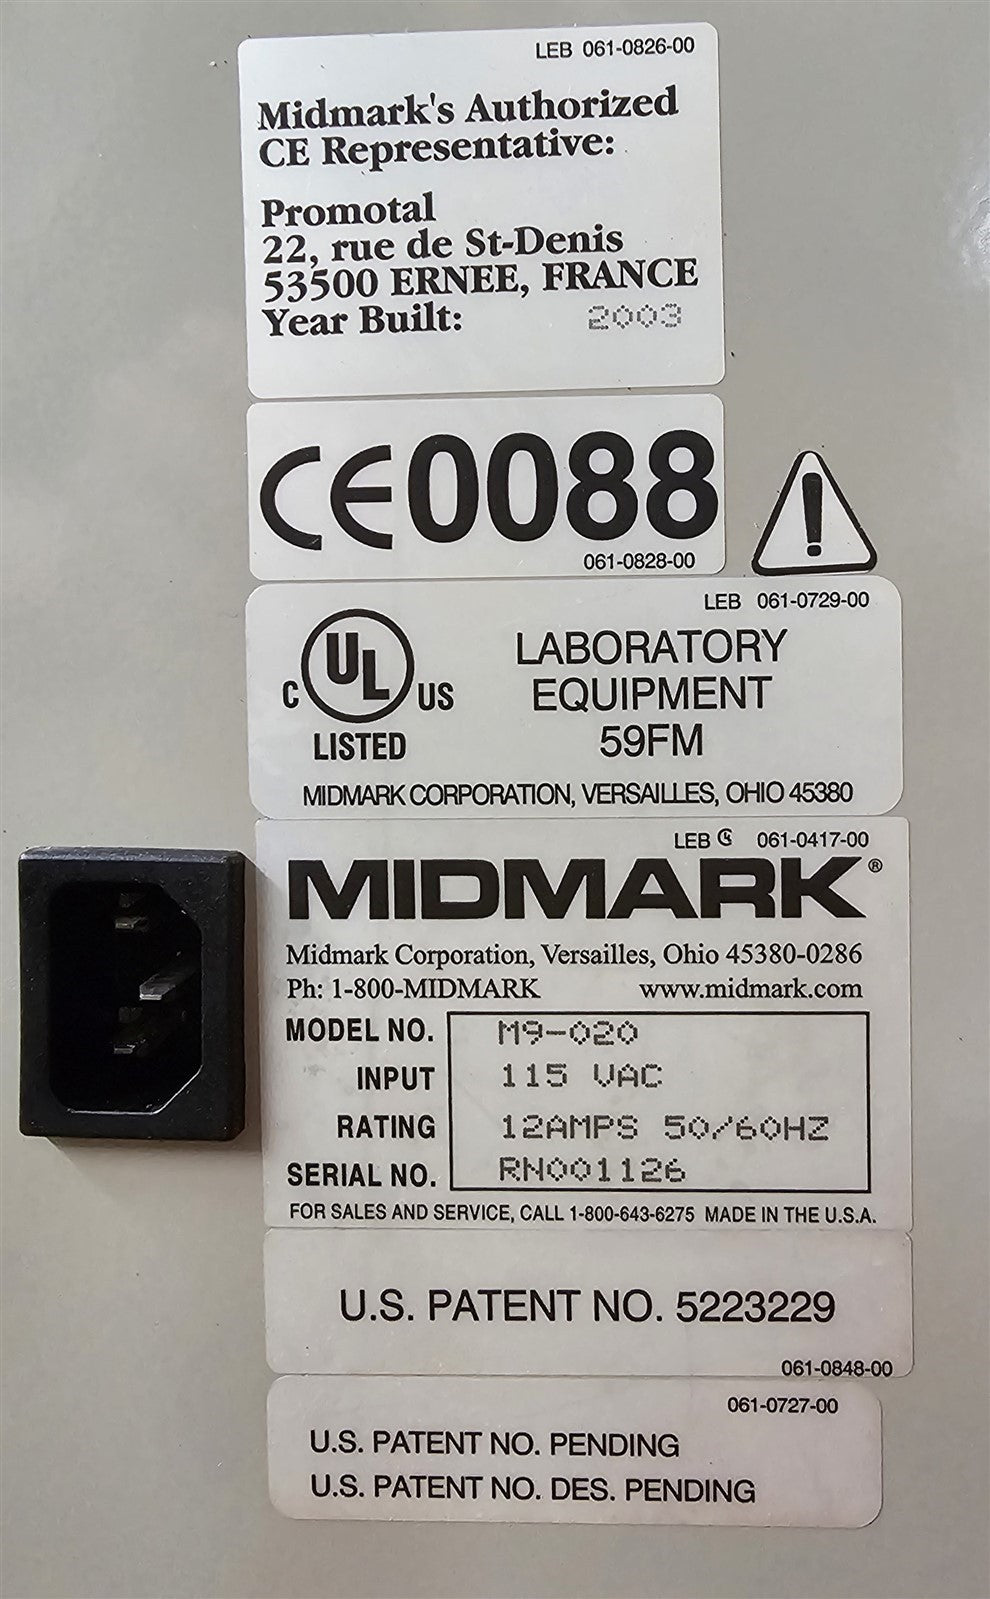 LEB 061-0826-00
Midmark's Authorized
CE Representative:
Promotal
22, rue de St-Denis
53500 ERNEE, FRANCE
Year Built: 2003
CE0088
061-0828-00
!
LEB 061-0729-00
C UL US
LISTED
LABORATORY
EQUIPMENT
59FM
MIDMARK CORPORATION, VERSAILLES, OHIO 45380
LEB 061-0417-00
MIDMARK®
Midmark Corporation, Versailles, Ohio 45380-0286
Ph: 1-800-MIDMARK www.midmark.com
MODEL NO. M9-020
INPUT 115 VAC
RATING 12AMPS 50/60HZ
SERIAL NO. RN001126
FOR SALES AND SERVICE, CALL 1-800-643-6275 MADE IN THE U.S.A.
U.S. PATENT NO. 5223229
061-0848-00
061-0727-00
U.S. PATENT NO. PENDING
U.S. PATENT NO. DES. PENDING